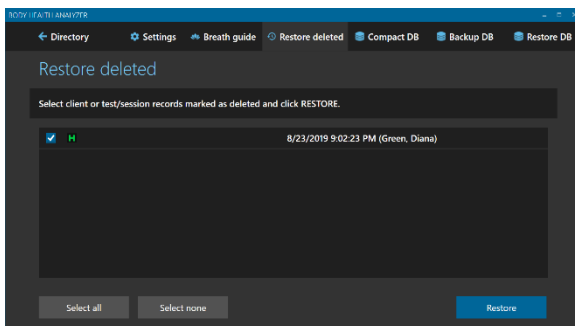 BODY HEALTH ANALYZER
Directory Settings Breath guide Restore deleted Compact DB Backup DB Restore DB
Restore deleted
Select client or test/session records marked as deleted and click RESTORE.
H 8/23/2019 9:02:23 PM (Green, Diana)
Select all Select none Restore